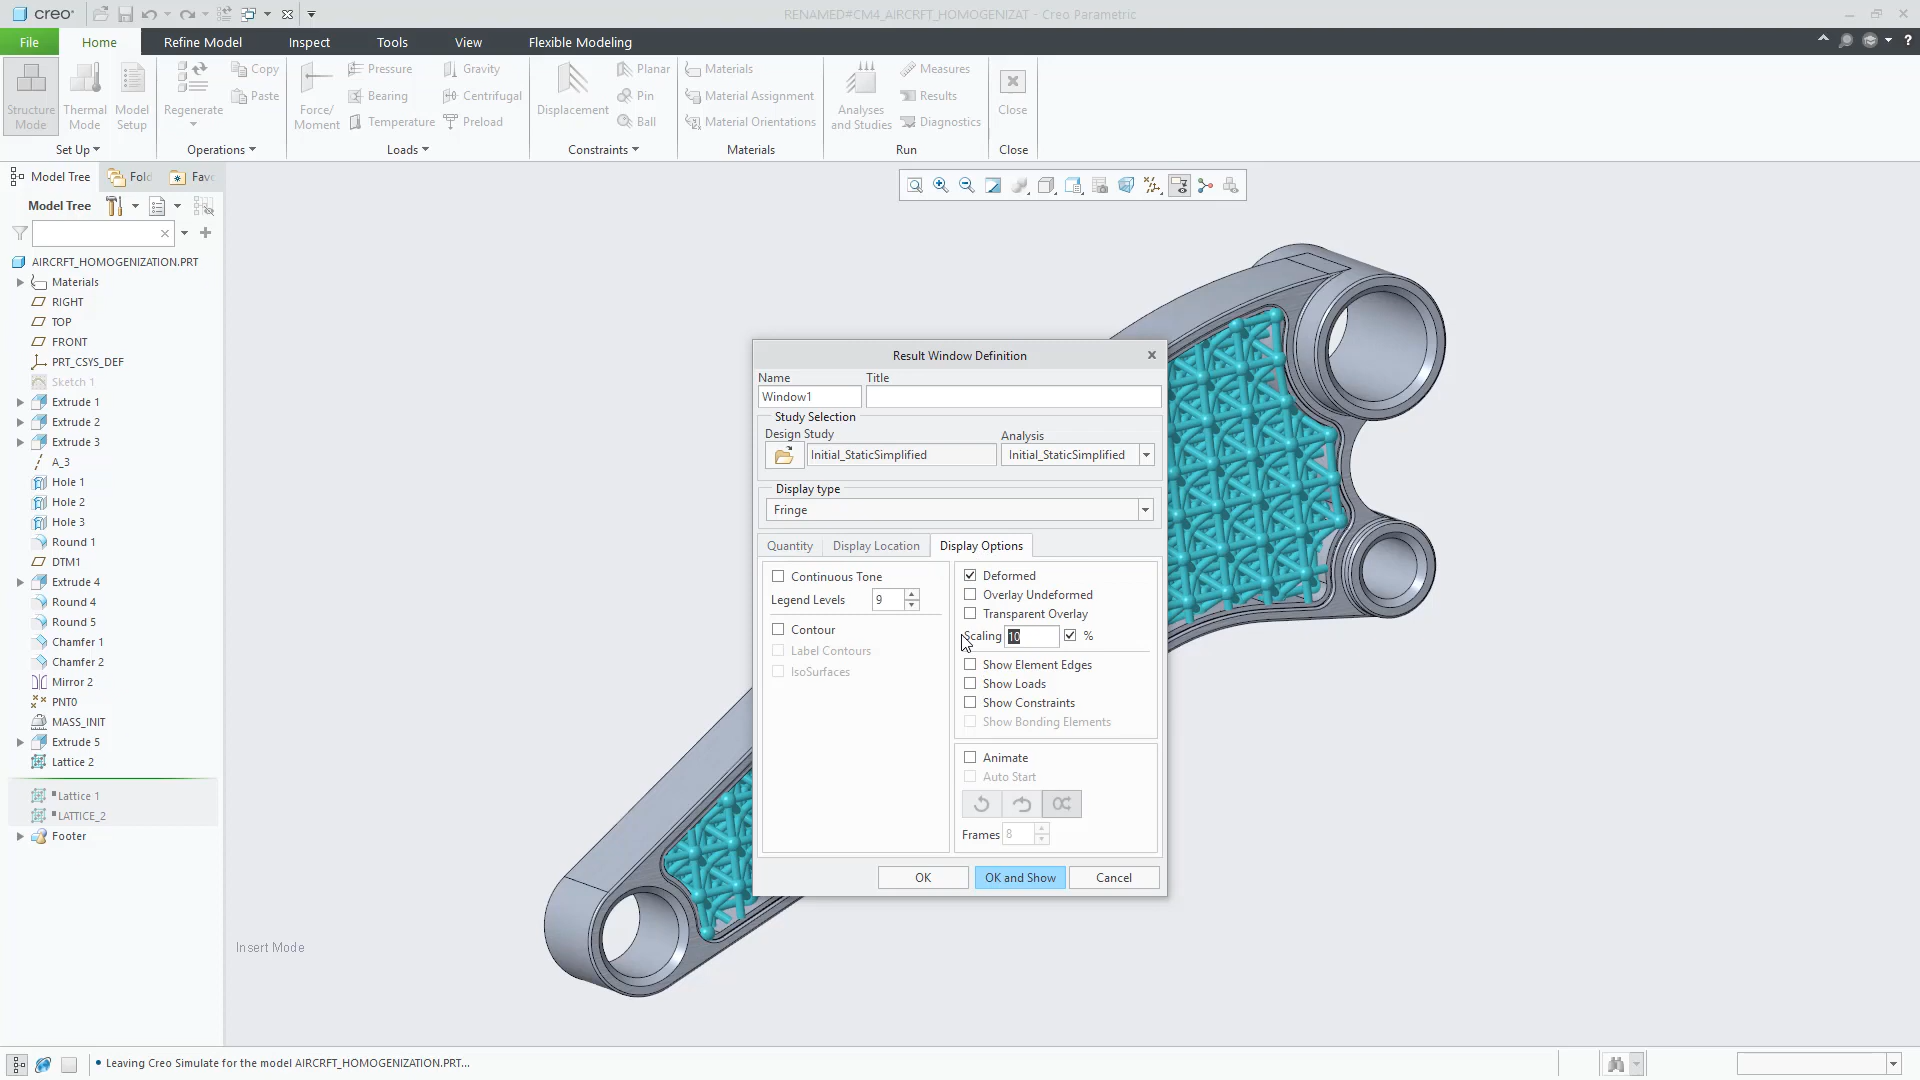 creo
RENAMED#CM4_AIRCRFT_HOMOGENIZAT - Creo Parametric
File
Home
Refine Model
Inspect
Tools
View
Flexible Modeling
?
Structure Mode
Thermal Mode
Model Setup
Regenerate
Copy
Paste
Force/ Moment
Pressure
Bearing
Temperature
Gravity
Centrifugal
Preload
Displacement
Planar
Pin
Ball
Materials
Material Assignment
Material Orientations
Analyses and Studies
Measures
Results
Diagnostics
Close
Set Up
Operations
Loads
Constraints
Materials
Run
Close
Model Tree
Fold
Fav
Model Tree
AIRCRFT_HOMOGENIZATION.PRT
Materials
RIGHT
TOP
FRONT
PRT_CSYS_DEF
Sketch 1
Extrude 1
Extrude 2
Extrude 3
A_3
Hole 1
Hole 2
Hole 3
Round 1
DTM1
Extrude 4
Round 4
Round 5
Chamfer 1
Chamfer 2
Mirror 2
PNT0
MASS_INIT
Extrude 5
Lattice 2
Lattice 1
LATTICE_2
Footer
Insert Mode
Result Window Definition
Name
Title
Window1
Study Selection
Design Study
Analysis
Initial_StaticSimplified
Initial_StaticSimplified
Display type
Fringe
Quantity
Display Location
Display Options
Continuous Tone
Legend Levels 9
Contour
Label Contours
IsoSurfaces
Deformed
Overlay Undeformed
Transparent Overlay
Scaling 10 %
Show Element Edges
Show Loads
Show Constraints
Show Bonding Elements
Animate
Auto Start
Frames 8
OK
OK and Show
Cancel
• Leaving Creo Simulate for the model AIRCRFT_HOMOGENIZATION.PRT...